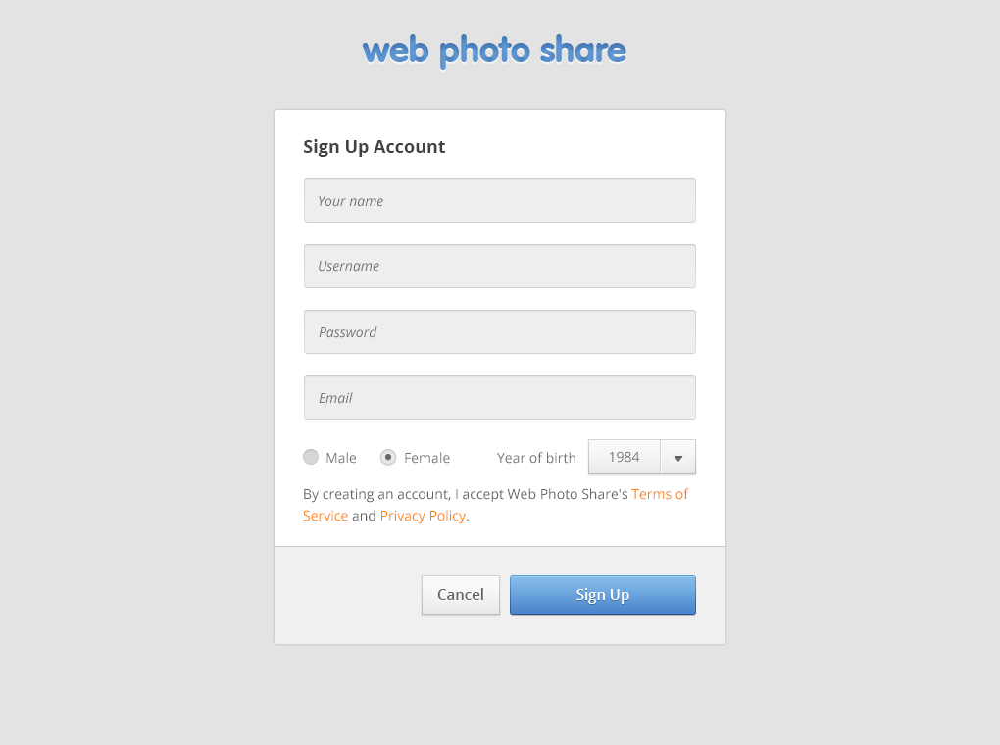 web photo share
Sign Up Account
Your name
Username
Password
Email
Male Female Year of birth 1984
By creating an account, I accept Web Photo Share's Terms of
Service and Privacy Policy.
Cancel Sign Up